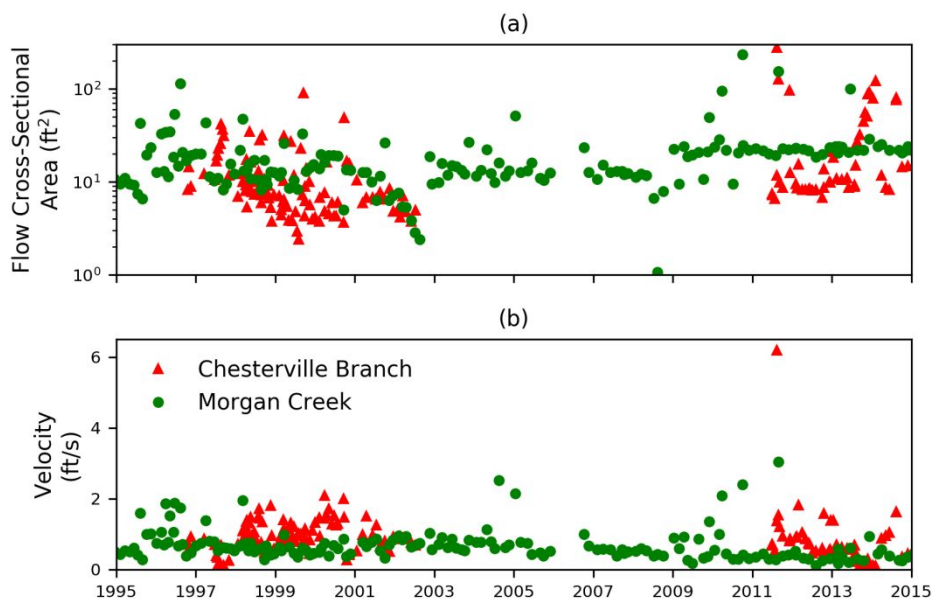 (a)
Flow Cross-Sectional
Area (ft²)
10²
10¹
10⁰
(b)
Velocity
(ft/s)
6
4
2
0
Chesterville Branch
Morgan Creek
1995 1997 1999 2001 2003 2005 2007 2009 2011 2013 2015